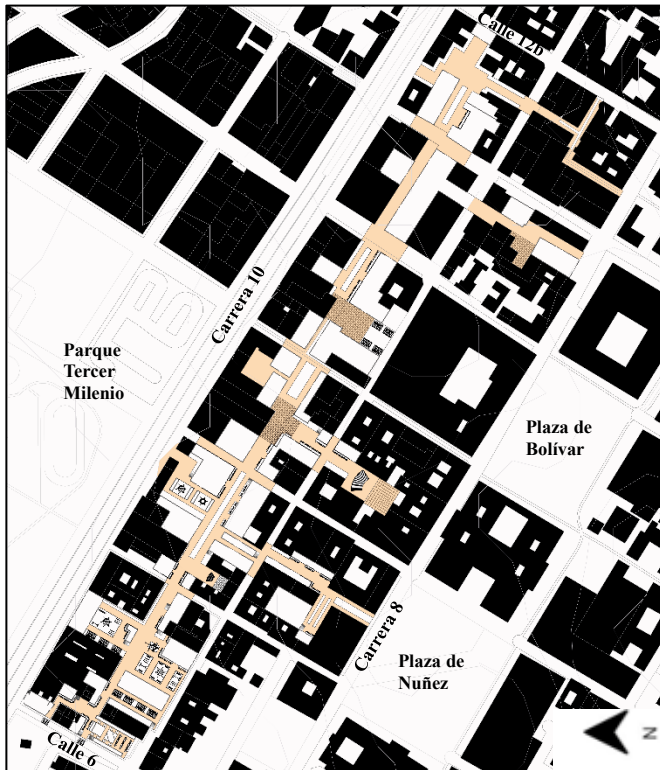 Calle 12b
Carrera 10
Parque
Tercer
Milenio
Plaza de
Bolívar
Carrera 8
Plaza de
Nuñez
Calle 6
N